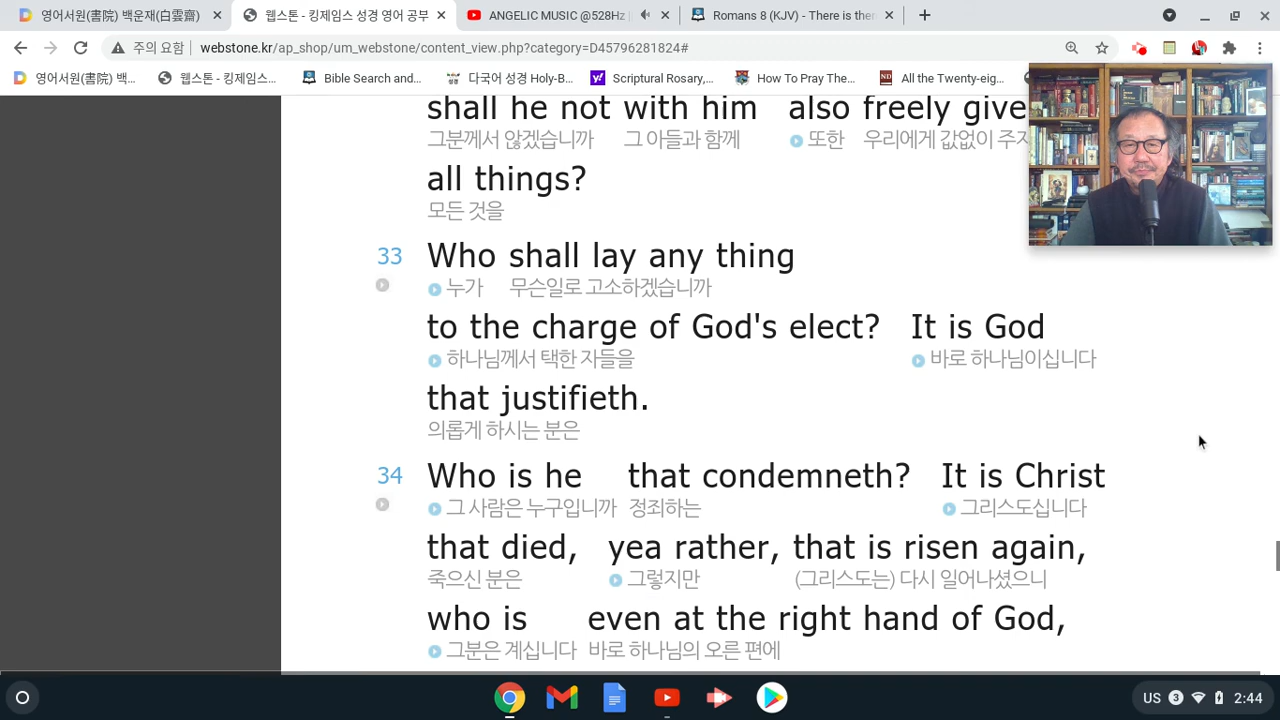 영어서원(書院) 백운재(白雲齋)
웹스톤 - 킹제임스 성경 영어 공부
ANGELIC MUSIC @528Hz
Romans 8 (KJV) - There is ther
주의 요함
webstone.kr/ap_shop/um_webstone/content_view.php?category=D45796281824#
영어서원(書院) 백...
웹스톤 - 킹제임스...
Bible Search and...
다국어 성경 Holy-B...
Scriptural Rosary,...
How To Pray The...
All the Twenty-eig...
shall he not with him also freely give
그분께서 않겠습니까 그 아들과 함께 또한 우리에게 값없이 주지
all things?
모든 것을
33 Who shall lay any thing
누가 무슨일로 고소하겠습니까
to the charge of God's elect? It is God
하나님께서 택한 자들을 바로 하나님이십니다
that justifieth.
의롭게 하시는 분은
34 Who is he that condemneth? It is Christ
그 사람은 누구입니까 정죄하는 그리스도십니다
that died, yea rather, that is risen again,
죽으신 분은 그렇지만 (그리스도는) 다시 일어나셨으니
who is even at the right hand of God,
그분은 계십니다 바로 하나님의 오른 편에
US 3 2:44